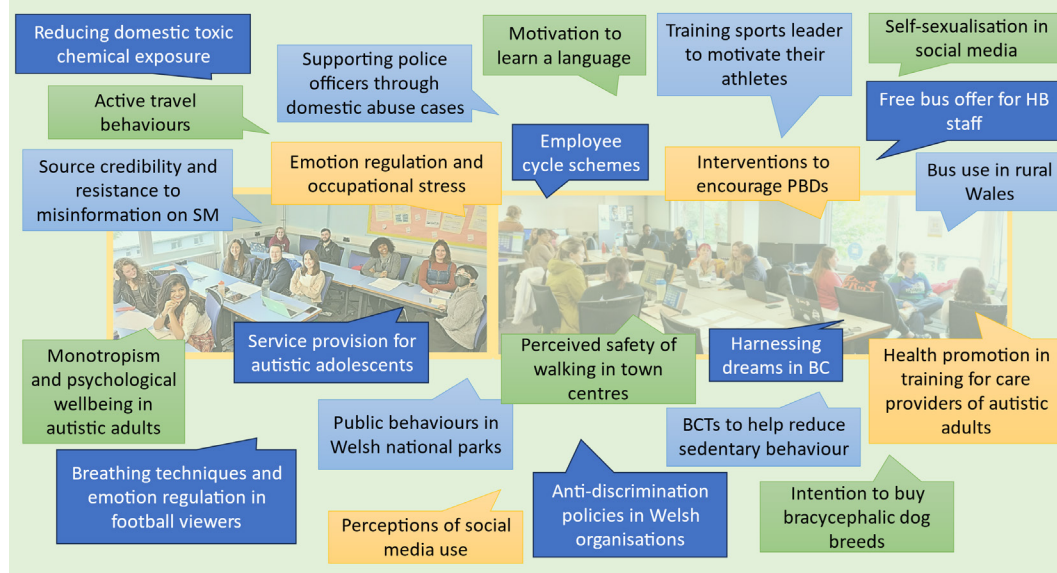 Reducing domestic toxic
chemical exposure
Supporting police
officers through
domestic abuse cases
Motivation to
learn a language
Training sports leader
to motivate their
athletes
Self-sexualisation in
social media
Active travel
behaviours
Employee
cycle schemes
Free bus offer for HB
staff
Source credibility and
resistance to
misinformation on SM
Emotion regulation and
occupational stress
Interventions to
encourage PBDs
Bus use in rural
Wales
Monotropism
and psychological
wellbeing in
autistic adults
Service provision for
autistic adolescents
Perceived safety of
walking in town
centres
Harnessing
dreams in BC
Health promotion in
training for care
providers of autistic
adults
Public behaviours in
Welsh national parks
BCTs to help reduce
sedentary behaviour
Breathing techniques and
emotion regulation in
football viewers
Perceptions of social
media use
Anti-discrimination
policies in Welsh
organisations
Intention to buy
bracycephalic dog
breeds